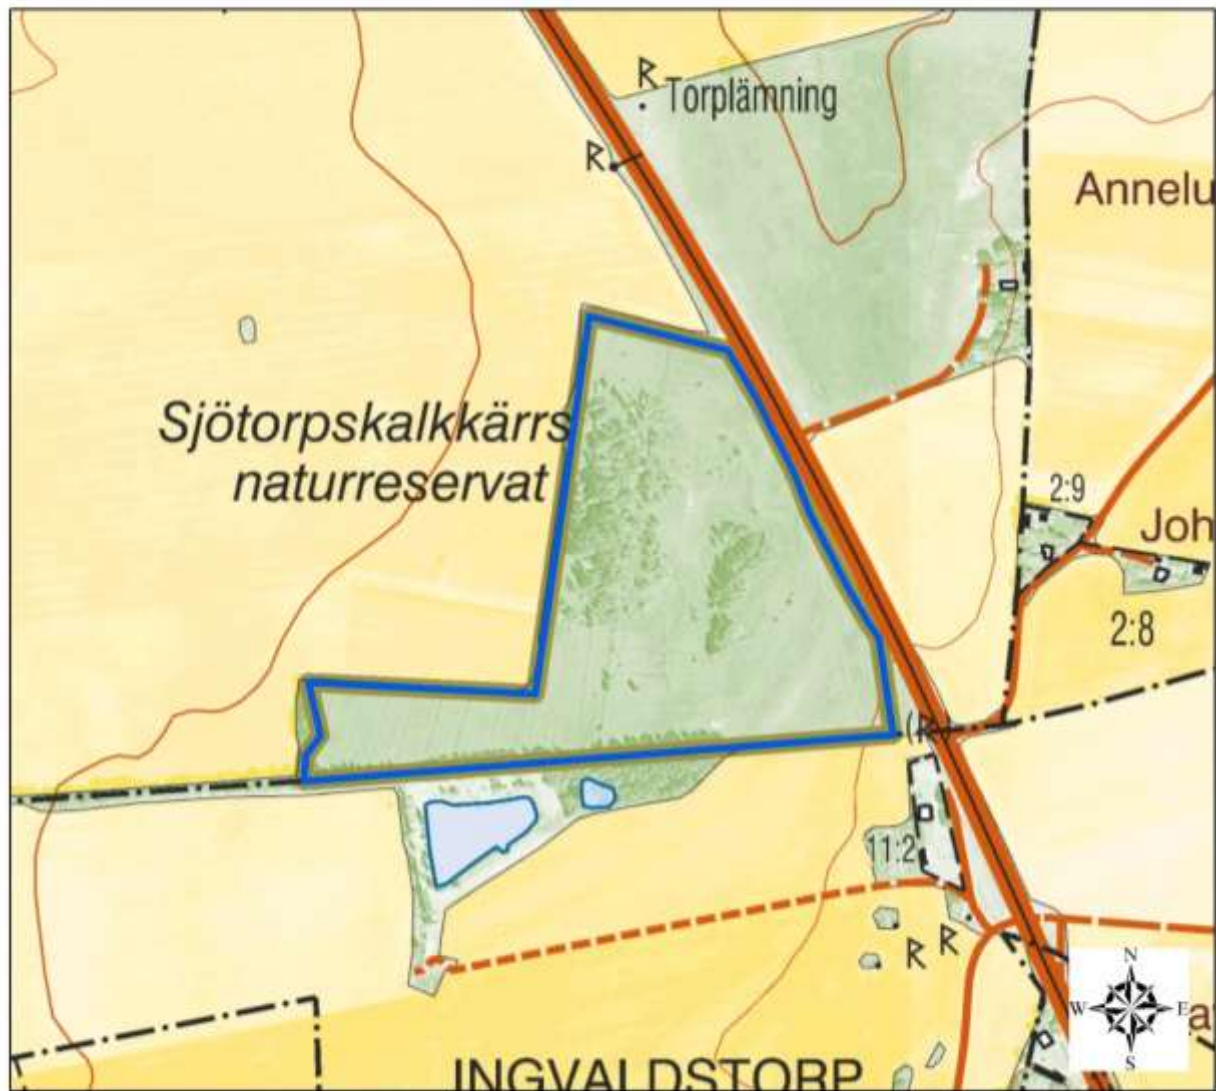 R
Torplämning
R
Annelu
Sjötorpskalkkärrs
naturreservat
2:9
Joh
2:8
(R)
11:2
R R
N
W E
S
INGVALDSTORP